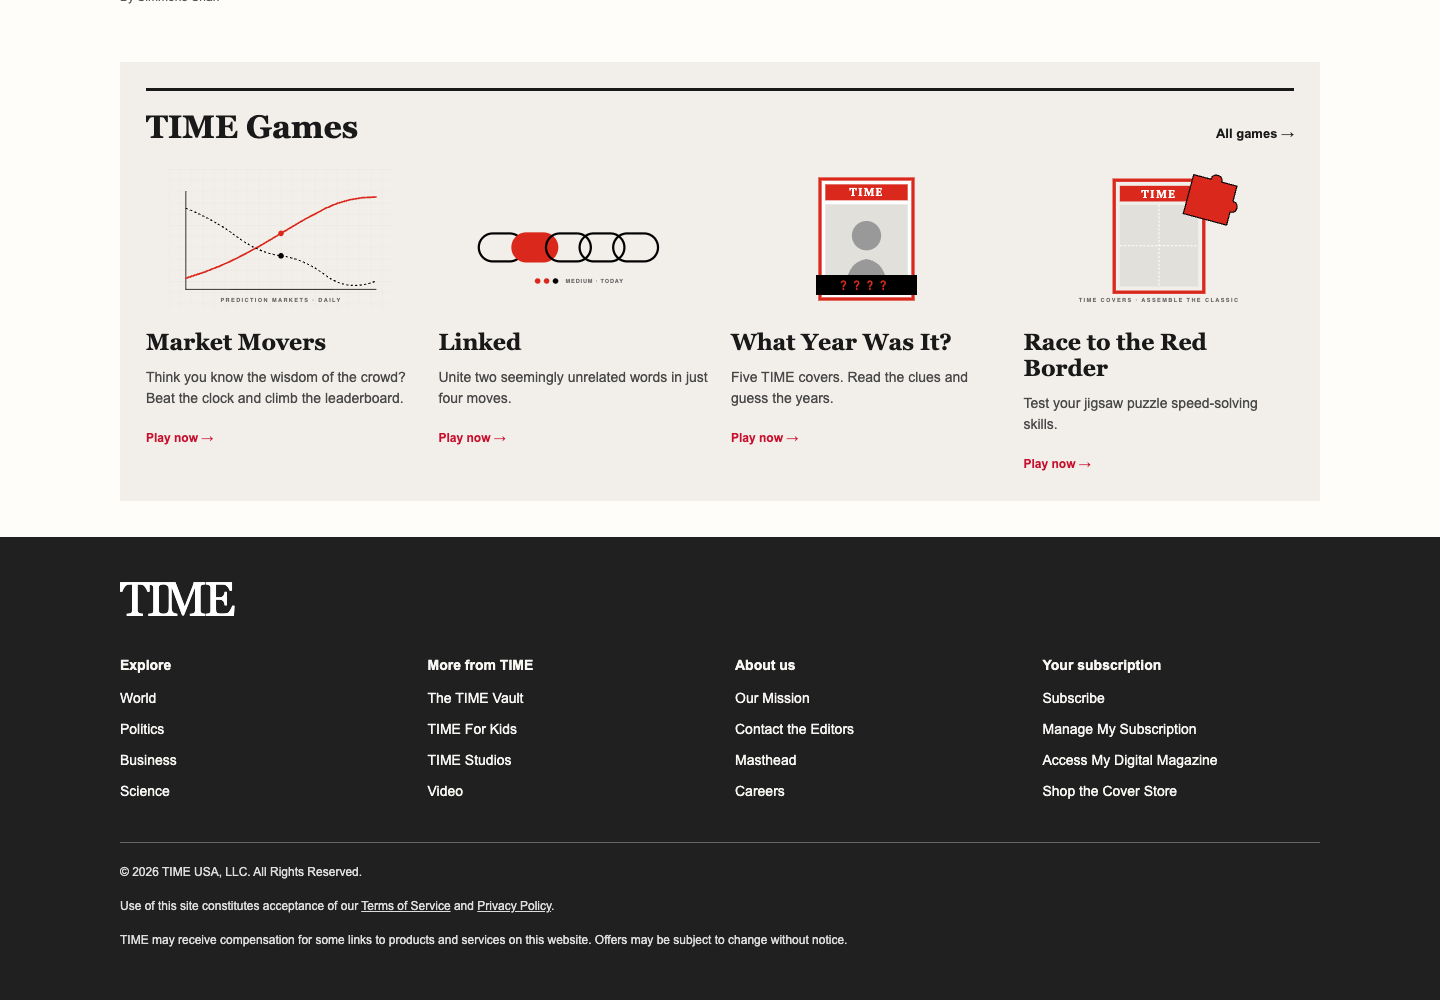 By Simmone Shah
TIME Games
All games →
PREDICTION MARKETS · DAILY
Market Movers
Think you know the wisdom of the crowd?
Beat the clock and climb the leaderboard.
Play now →
MEDIUM · TODAY
Linked
Unite two seemingly unrelated words in just
four moves.
Play now →
TIME
? ? ? ?
What Year Was It?
Five TIME covers. Read the clues and
guess the years.
Play now →
TIME
TIME COVERS · ASSEMBLE THE CLASSIC
Race to the Red
Border
Test your jigsaw puzzle speed-solving
skills.
Play now →
TIME
Explore
World
Politics
Business
Science
More from TIME
The TIME Vault
TIME For Kids
TIME Studios
Video
About us
Our Mission
Contact the Editors
Masthead
Careers
Your subscription
Subscribe
Manage My Subscription
Access My Digital Magazine
Shop the Cover Store
© 2026 TIME USA, LLC. All Rights Reserved.
Use of this site constitutes acceptance of our Terms of Service and Privacy Policy.
TIME may receive compensation for some links to products and services on this website. Offers may be subject to change without notice.